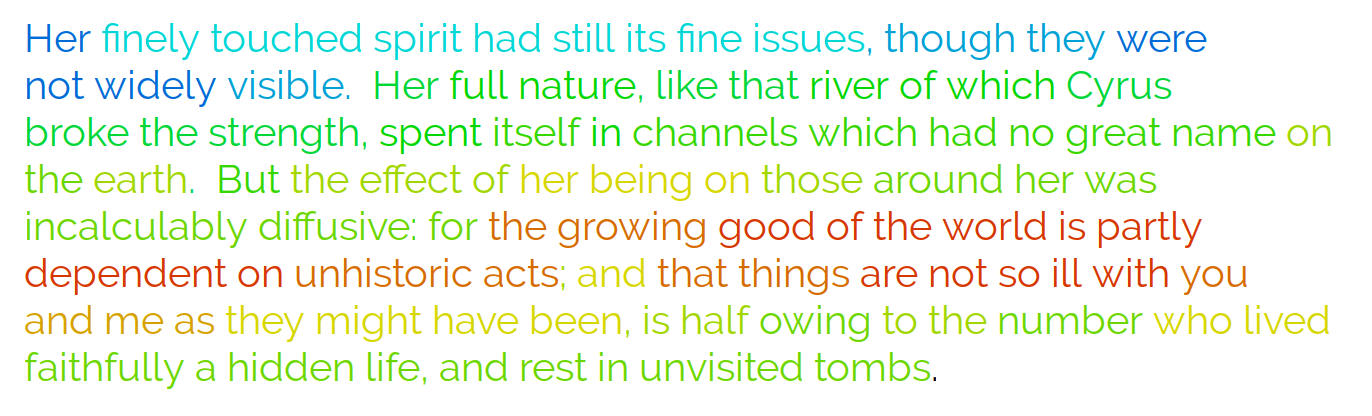 Her finely touched spirit had still its fine issues, though they were
not widely visible.  Her full nature, like that river of which Cyrus
broke the strength, spent itself in channels which had no great name on
the earth.  But the effect of her being on those around her was
incalculably diffusive: for the growing good of the world is partly
dependent on unhistoric acts; and that things are not so ill with you
and me as they might have been, is half owing to the number who lived
faithfully a hidden life, and rest in unvisited tombs.